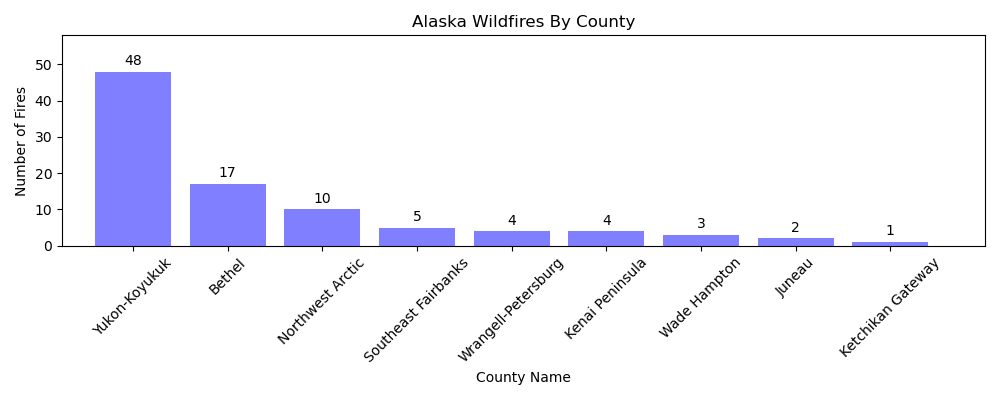 Alaska Wildfires By County
Number of Fires
50
40
30
20
10
0
48
17
10
5
4
4
3
2
1
Yukon-Koyukuk
Bethel
Northwest Arctic
Southeast Fairbanks
Wrangell-Petersburg
Kenai Peninsula
Wade Hampton
Juneau
Ketchikan Gateway
County Name